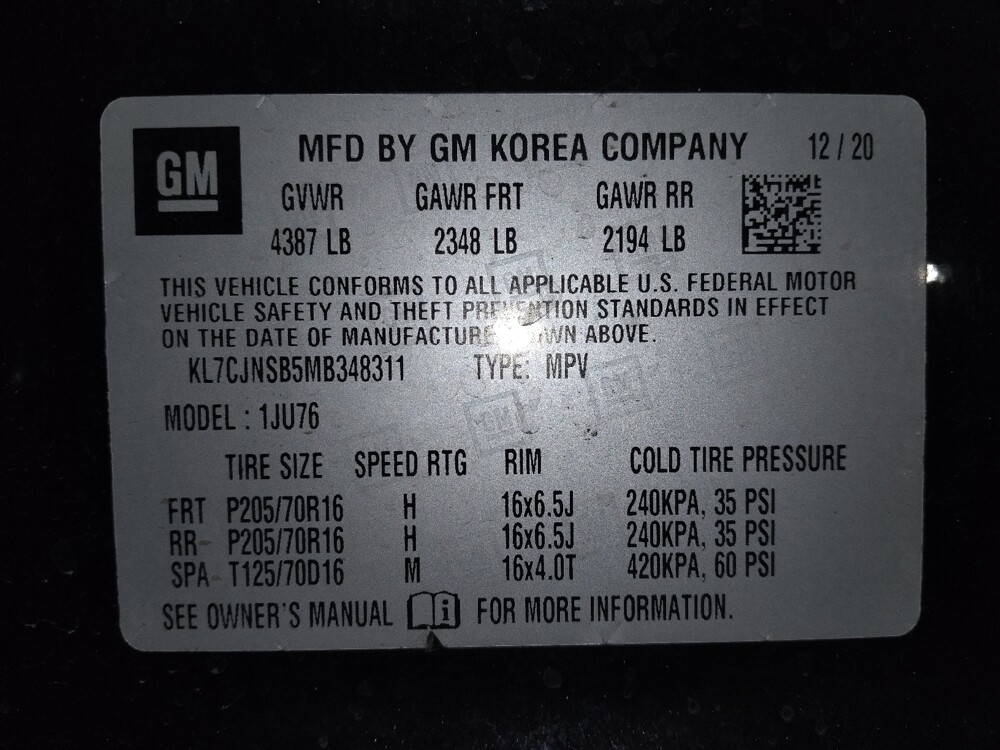 GM
MFD BY GM KOREA COMPANY 12 / 20
GVWR GAWR FRT GAWR RR
4387 LB 2348 LB 2194 LB
THIS VEHICLE CONFORMS TO ALL APPLICABLE U.S. FEDERAL MOTOR
VEHICLE SAFETY AND THEFT PREVENTION STANDARDS IN EFFECT
ON THE DATE OF MANUFACTURE SHOWN ABOVE.
KL7CJNSB5MB348311 TYPE: MPV
MODEL : 1JU76
TIRE SIZE SPEED RTG RIM COLD TIRE PRESSURE
FRT P205/70R16 H 16x6.5J 240KPA, 35 PSI
RR P205/70R16 H 16x6.5J 240KPA, 35 PSI
SPA T125/70D16 M 16x4.0T 420KPA, 60 PSI
SEE OWNER'S MANUAL i FOR MORE INFORMATION.